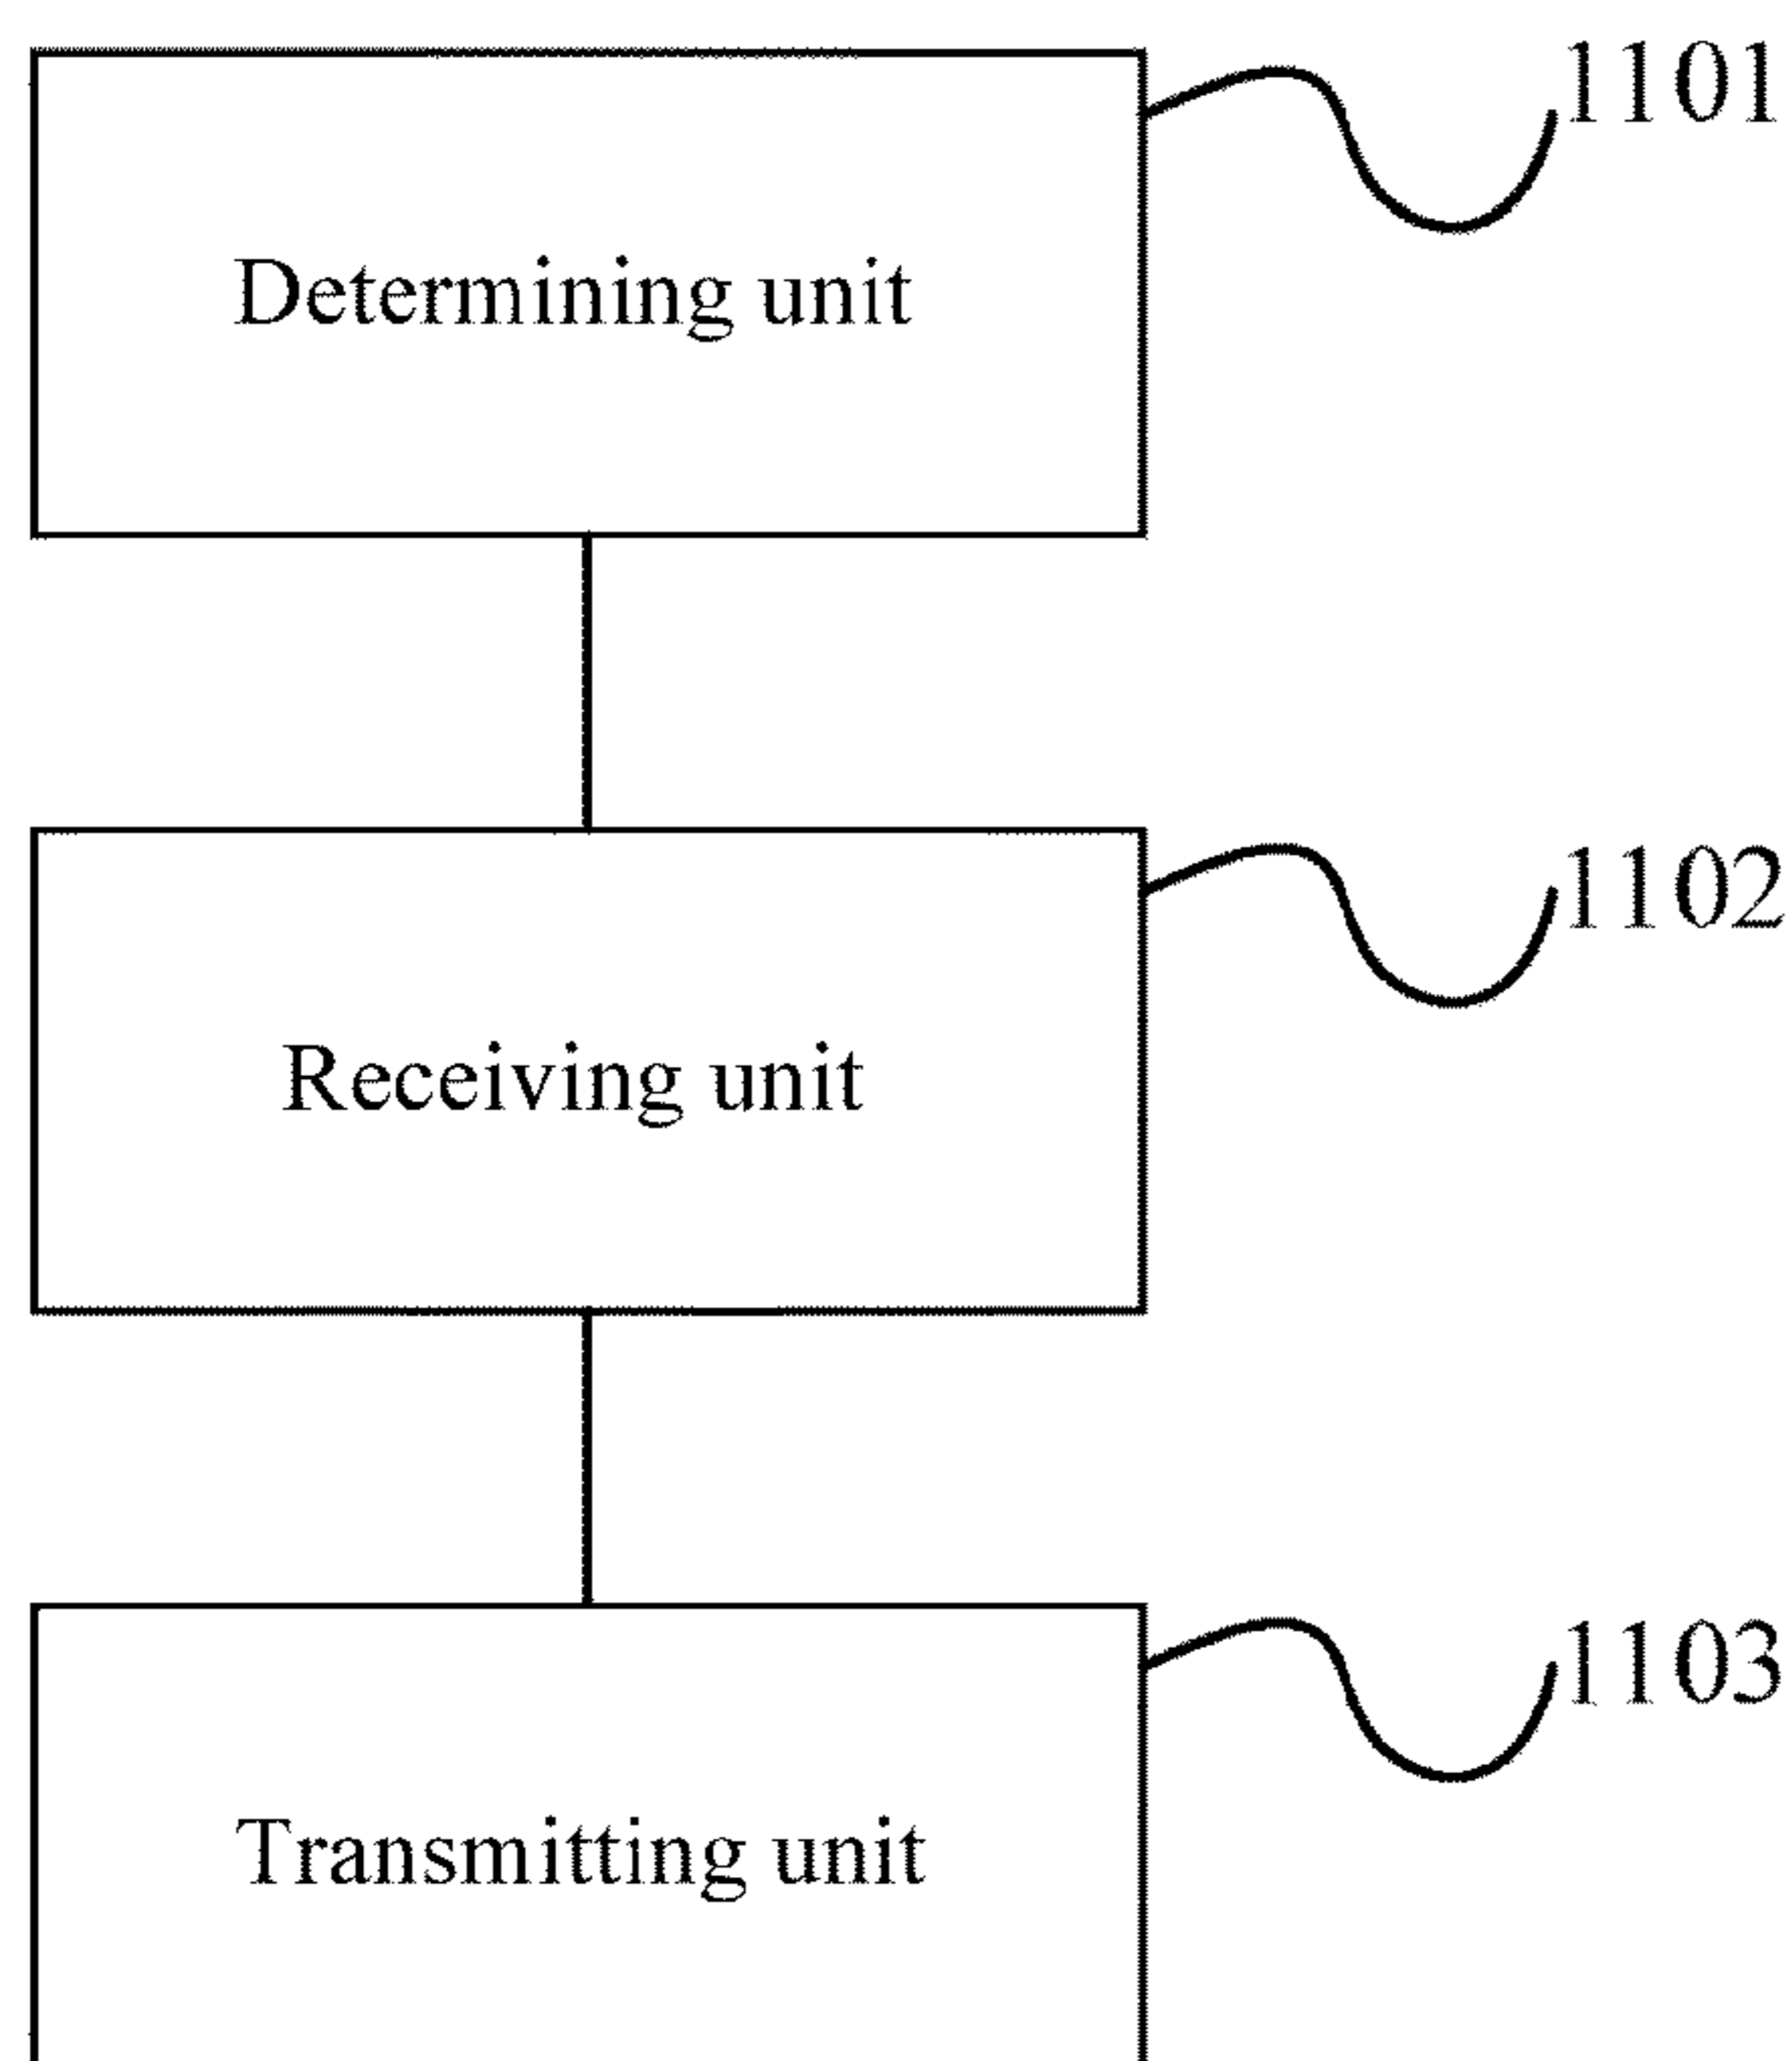 1101
Determining unit
1102
Receiving unit
1103
Transmitting unit